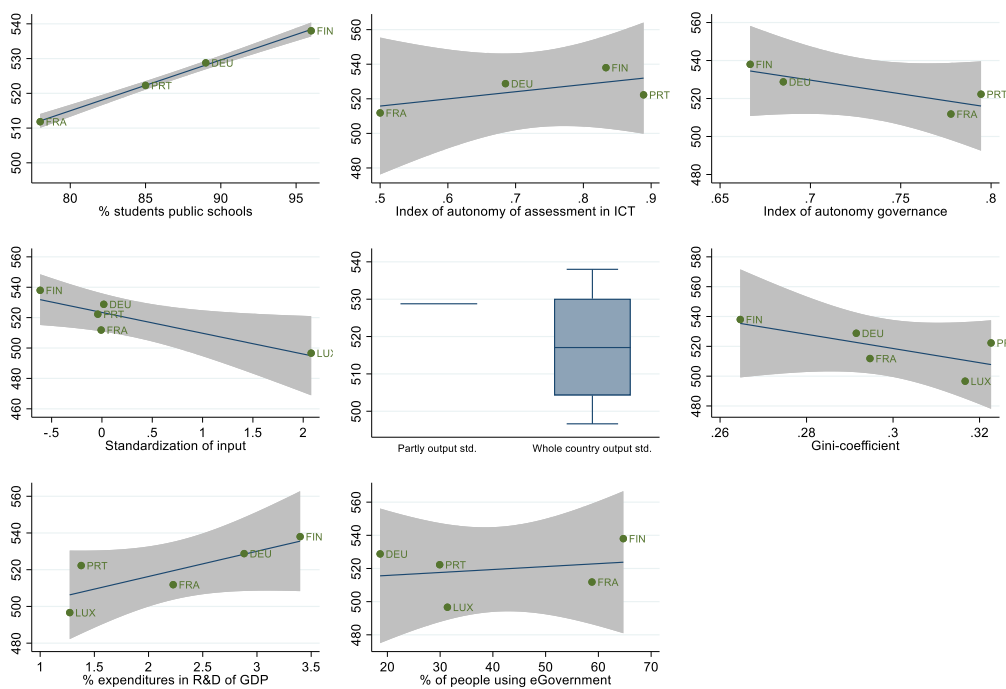 540
530
520
510
500
FIN
DEU
PRT
FRA
80 85 90 95
% students public schools
560
540
520
500
480
FIN
DEU
PRT
FRA
.5 .6 .7 .8 .9
Index of autonomy of assessment in ICT
560
540
520
500
480
FIN
DEU
PRT
FRA
.65 .7 .75 .8
Index of autonomy governance
560
540
520
500
480
460
FIN
DEU
PRT
FRA
LUX
-.5 0 .5 1 1.5 2
Standardization of input
540
530
520
510
500
Partly output std. Whole country output std.
580
560
540
520
500
480
FIN
DEU
PR
FRA
LUX
.26 .28 .3 .32
Gini-coefficient
560
540
520
500
480
FIN
DEU
PRT
FRA
LUX
1 1.5 2 2.5 3 3.5
% expenditures in R&D of GDP
560
540
520
500
480
FIN
DEU
PRT
FRA
LUX
20 30 40 50 60 70
% of people using eGovernment